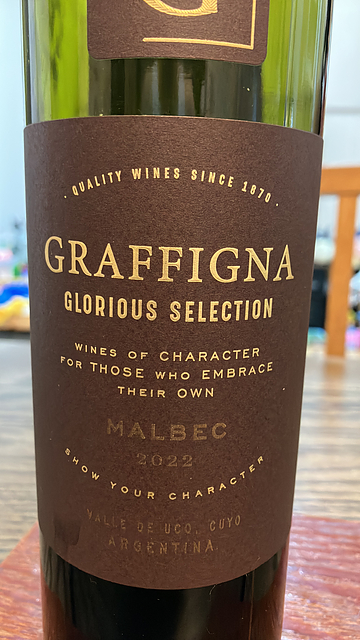 G
· QUALITY WINES SINCE 1870 ·
GRAFFIGNA
GLORIOUS SELECTION
WINES OF CHARACTER
FOR THOSE WHO EMBRACE
THEIR OWN
MALBEC
2022
SHOW YOUR CHARACTER
VALLE DE UCO, CUYO
ARGENTINA